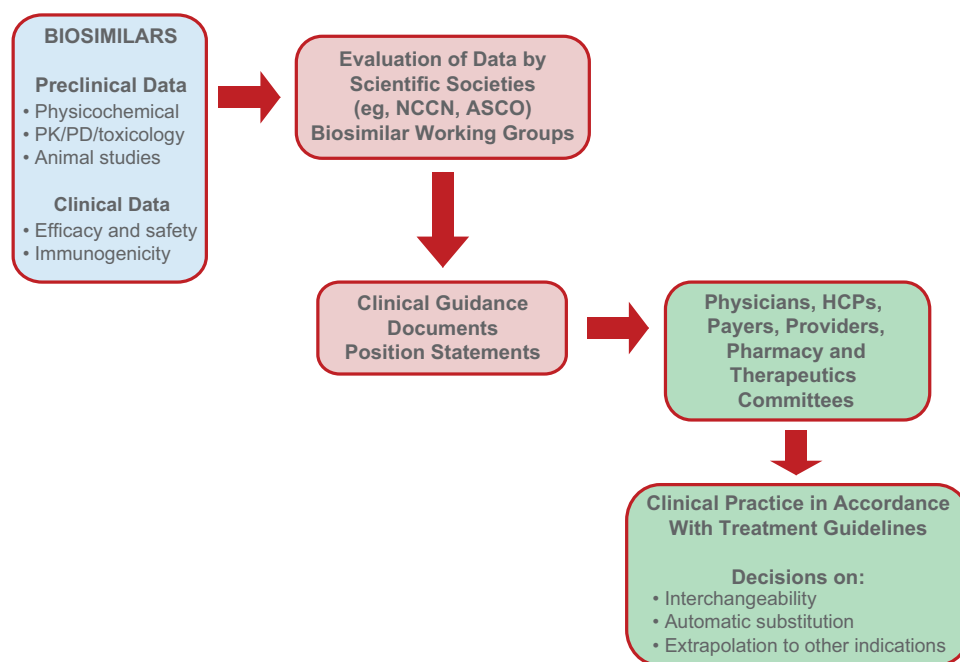 BIOSIMILARS
Preclinical Data
• Physicochemical
• PK/PD/toxicology
• Animal studies
Clinical Data
• Efficacy and safety
• Immunogenicity
Evaluation of Data by
Scientific Societies
(eg, NCCN, ASCO)
Biosimilar Working Groups
Clinical Guidance
Documents
Position Statements
Physicians, HCPs,
Payers, Providers,
Pharmacy and
Therapeutics
Committees
Clinical Practice in Accordance
With Treatment Guidelines
Decisions on:
• Interchangeability
• Automatic substitution
• Extrapolation to other indications